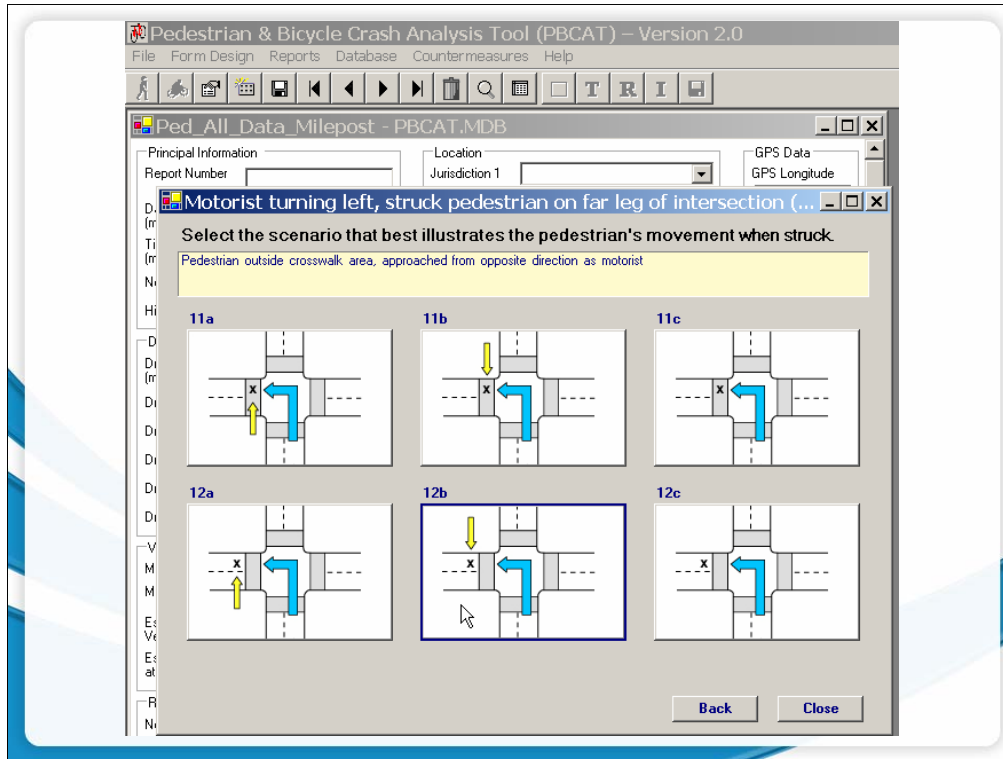 Pedestrian & Bicycle Crash Analysis Tool (PBCAT) – Version 2.0
File Form Design Reports Database Countermeasures Help
T R I
Ped_All_Data_Milepost - PBCAT.MDB
Principal Information Location GPS Data
Report Number Jurisdiction 1 GPS Longitude
Motorist turning left, struck pedestrian on far leg of intersection (...
Select the scenario that best illustrates the pedestrian's movement when struck.
Pedestrian outside crosswalk area, approached from opposite direction as motorist
11a 11b 11c
x x x
12a 12b 12c
x x x
Back Close